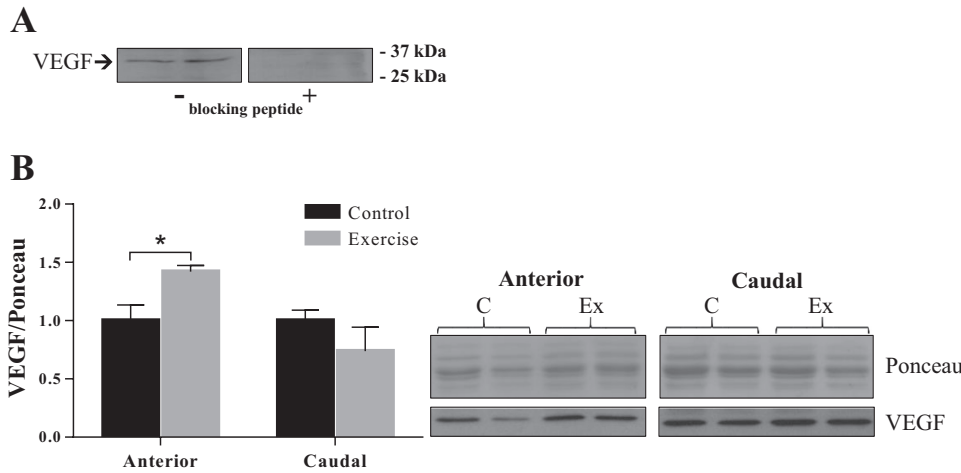 A
VEGF→
- 37 kDa
- 25 kDa
- blocking peptide +
B
VEGF/Ponceau
2.0
1.5
1.0
0.5
0.0
*
Control
Exercise
Anterior
Caudal
Anterior
Caudal
C
Ex
C
Ex
Ponceau
VEGF